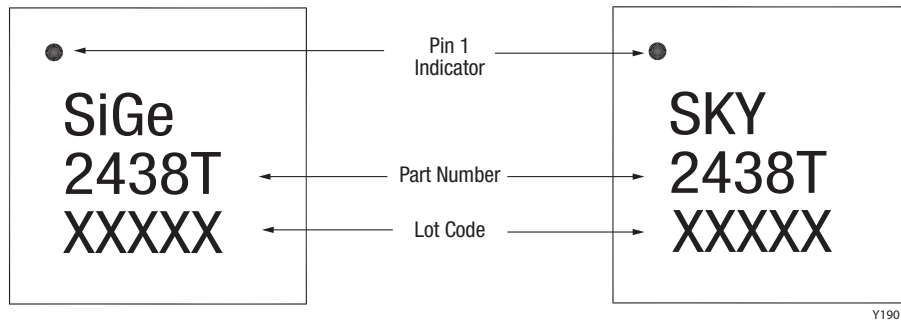 SiGe
2438T
XXXXX
Pin 1
Indicator
Part Number
Lot Code
SKY
2438T
XXXXX
Y190